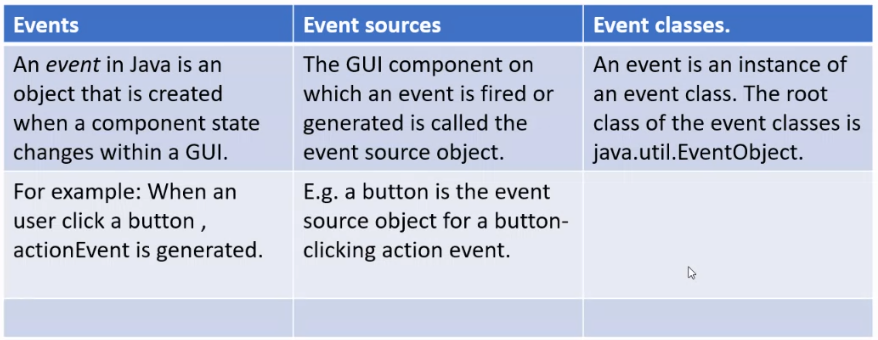 Events
Event sources
Event classes.
An event in Java is an
object that is created
when a component state
changes within a GUI.
The GUI component on
which an event is fired or
generated is called the
event source object.
An event is an instance of
an event class. The root
class of the event classes is
java.util.EventObject.
For example: When an
user click a button ,
actionEvent is generated.
E.g. a button is the event
source object for a button-
clicking action event.